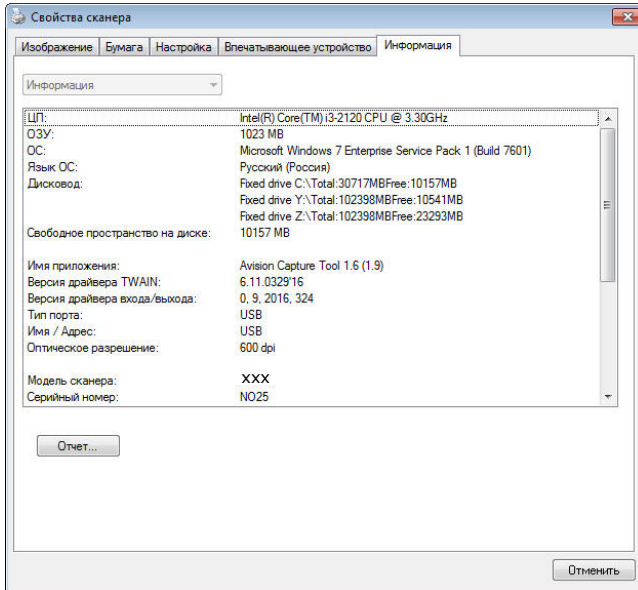 Свойства сканера
Изображение Бумага Настройка Впечатывающее устройство Информация
Информация
ЦП: Intel(R) Core(TM) i3-2120 CPU @ 3.30GHz
ОЗУ: 1023 MB
ОС: Microsoft Windows 7 Enterprise Service Pack 1 (Build 7601)
Язык ОС: Русский (Россия)
Дисковод: Fixed drive C:\Total:30717MBFree:10157MB
Fixed drive Y:\Total:102398MBFree:10541MB
Fixed drive Z:\Total:102398MBFree:23293MB
Свободное пространство на диске: 10157 MB
Имя приложения: Avision Capture Tool 1.6 (1.9)
Версия драйвера TWAIN: 6.11.0329'16
Версия драйвера входа/выхода: 0, 9, 2016, 324
Тип порта: USB
Имя / Адрес: USB
Оптическое разрешение: 600 dpi
Модель сканера: XXX
Серийный номер: NO25
Отчет...
Отменить